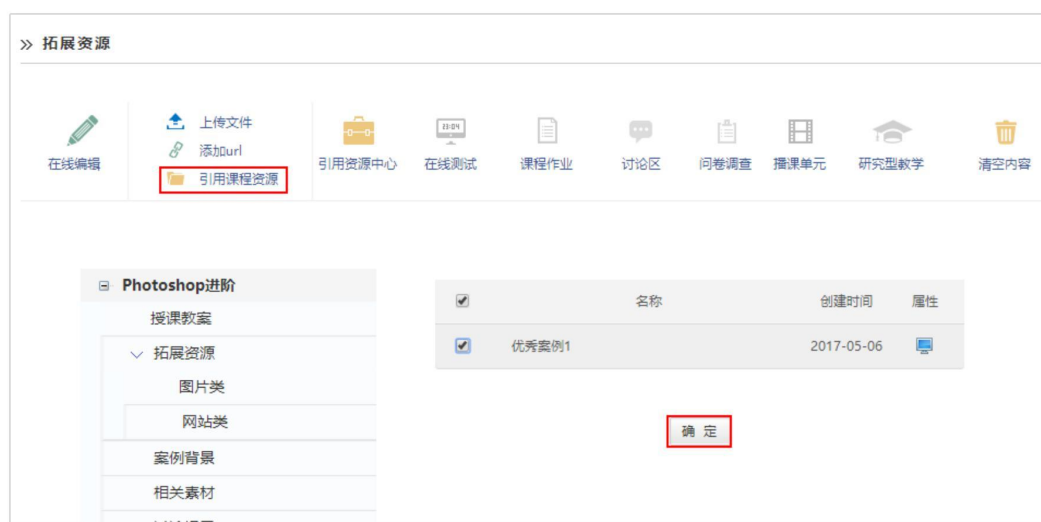 » 拓展资源
上传文件
添加url
引用课程资源
在线编辑
引用资源中心
23:04
在线测试
课程作业
讨论区
问卷调查
播课单元
研究型教学
清空内容
Photoshop进阶
授课教案
拓展资源
图片类
网站类
案例背景
相关素材
名称 创建时间 属性
优秀案例1 2017-05-06
确 定